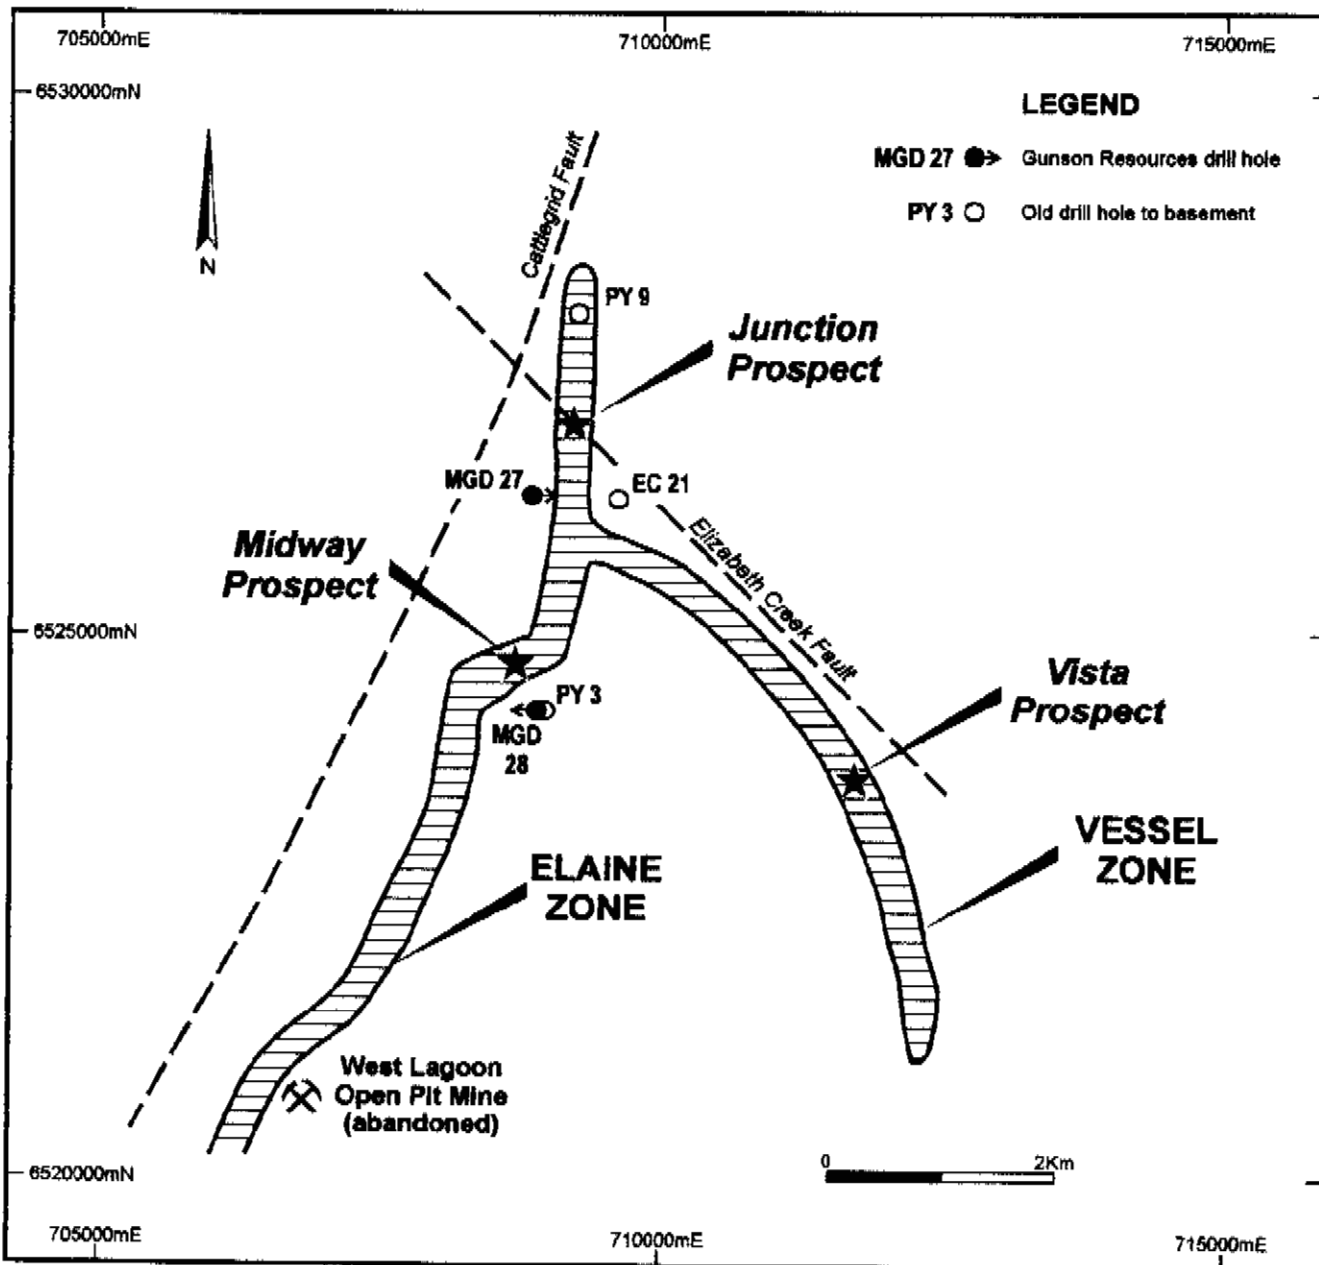 705000mE
710000mE
715000mE
6530000mN
LEGEND
MGD 27
Gunson Resources drill hole
PY 3
Old drill hole to basement
N
Cattlegrid Fault
PY 9
Junction
Prospect
MGD 27
EC 21
Midway
Prospect
Elizabeth Creek Fault
6525000mN
Vista
Prospect
PY 3
MGD
28
VESSEL
ZONE
ELAINE
ZONE
West Lagoon
Open Pit Mine
(abandoned)
0
2Km
6520000mN
705000mE
710000mE
715000mE